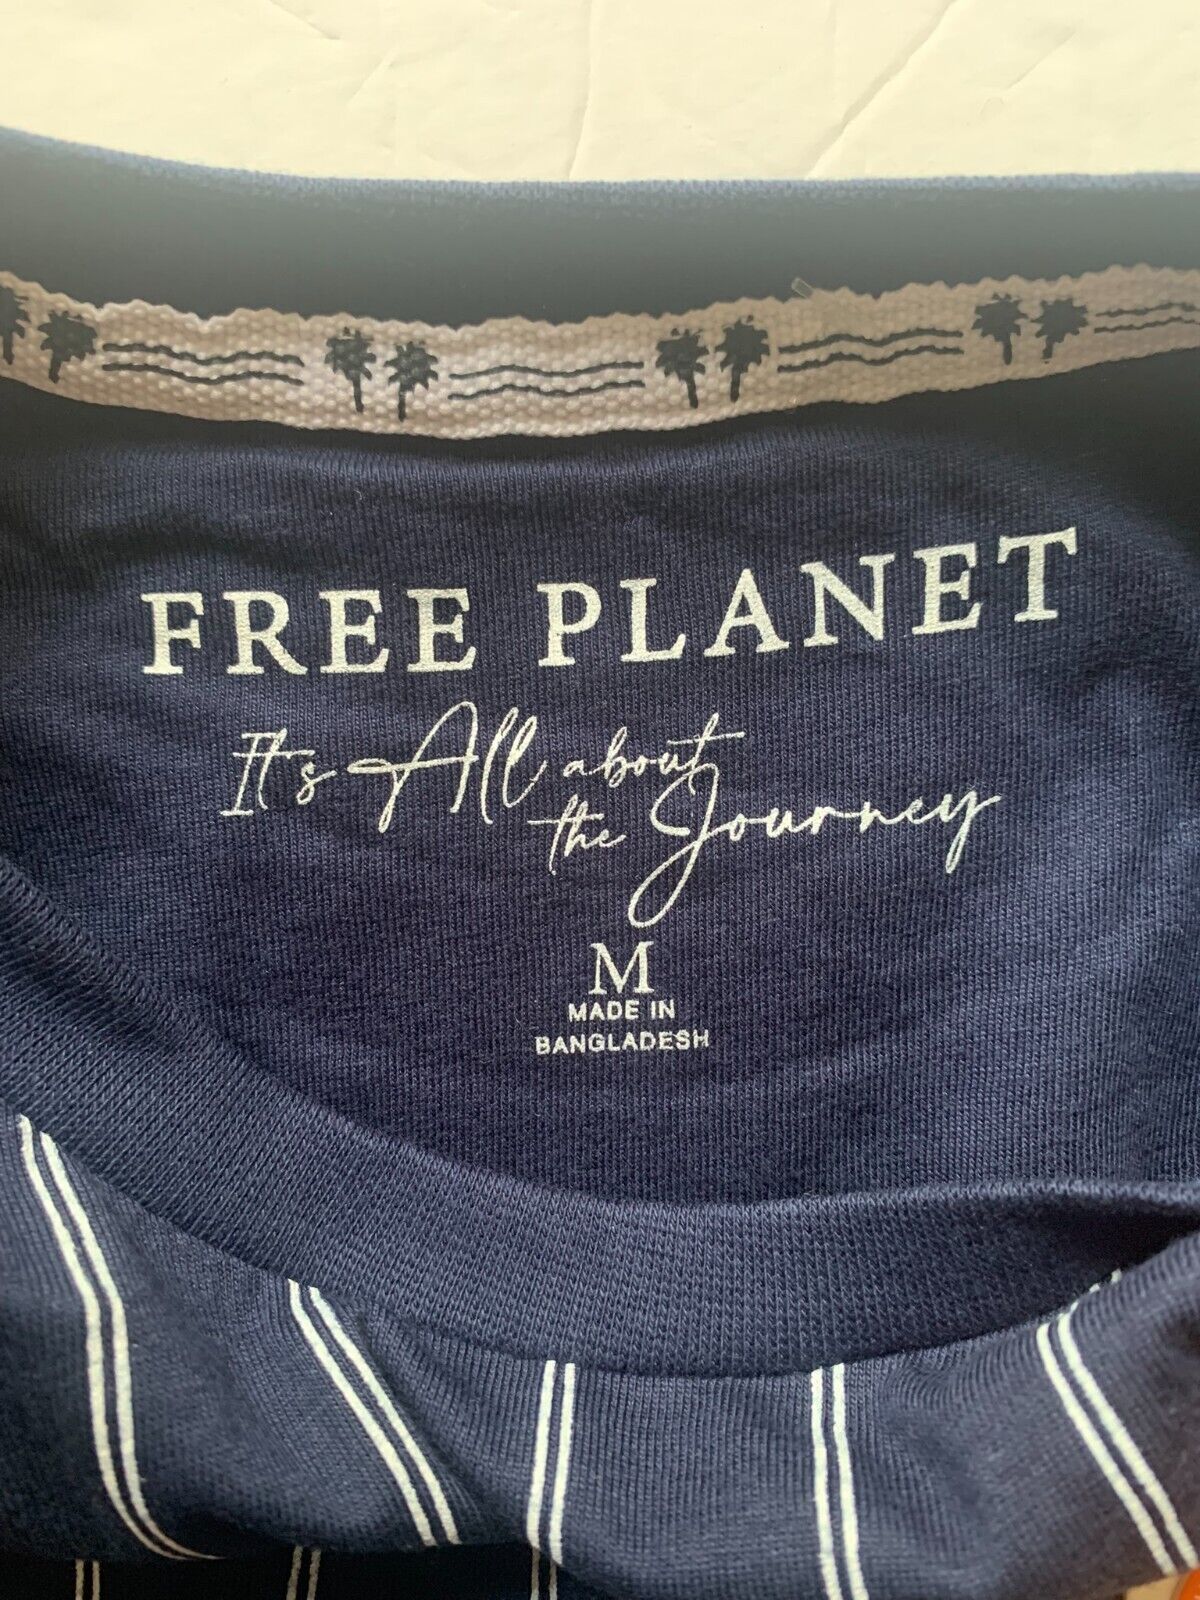 FREE PLANET
It's All about
the Journey
M
MADE IN
BANGLADESH